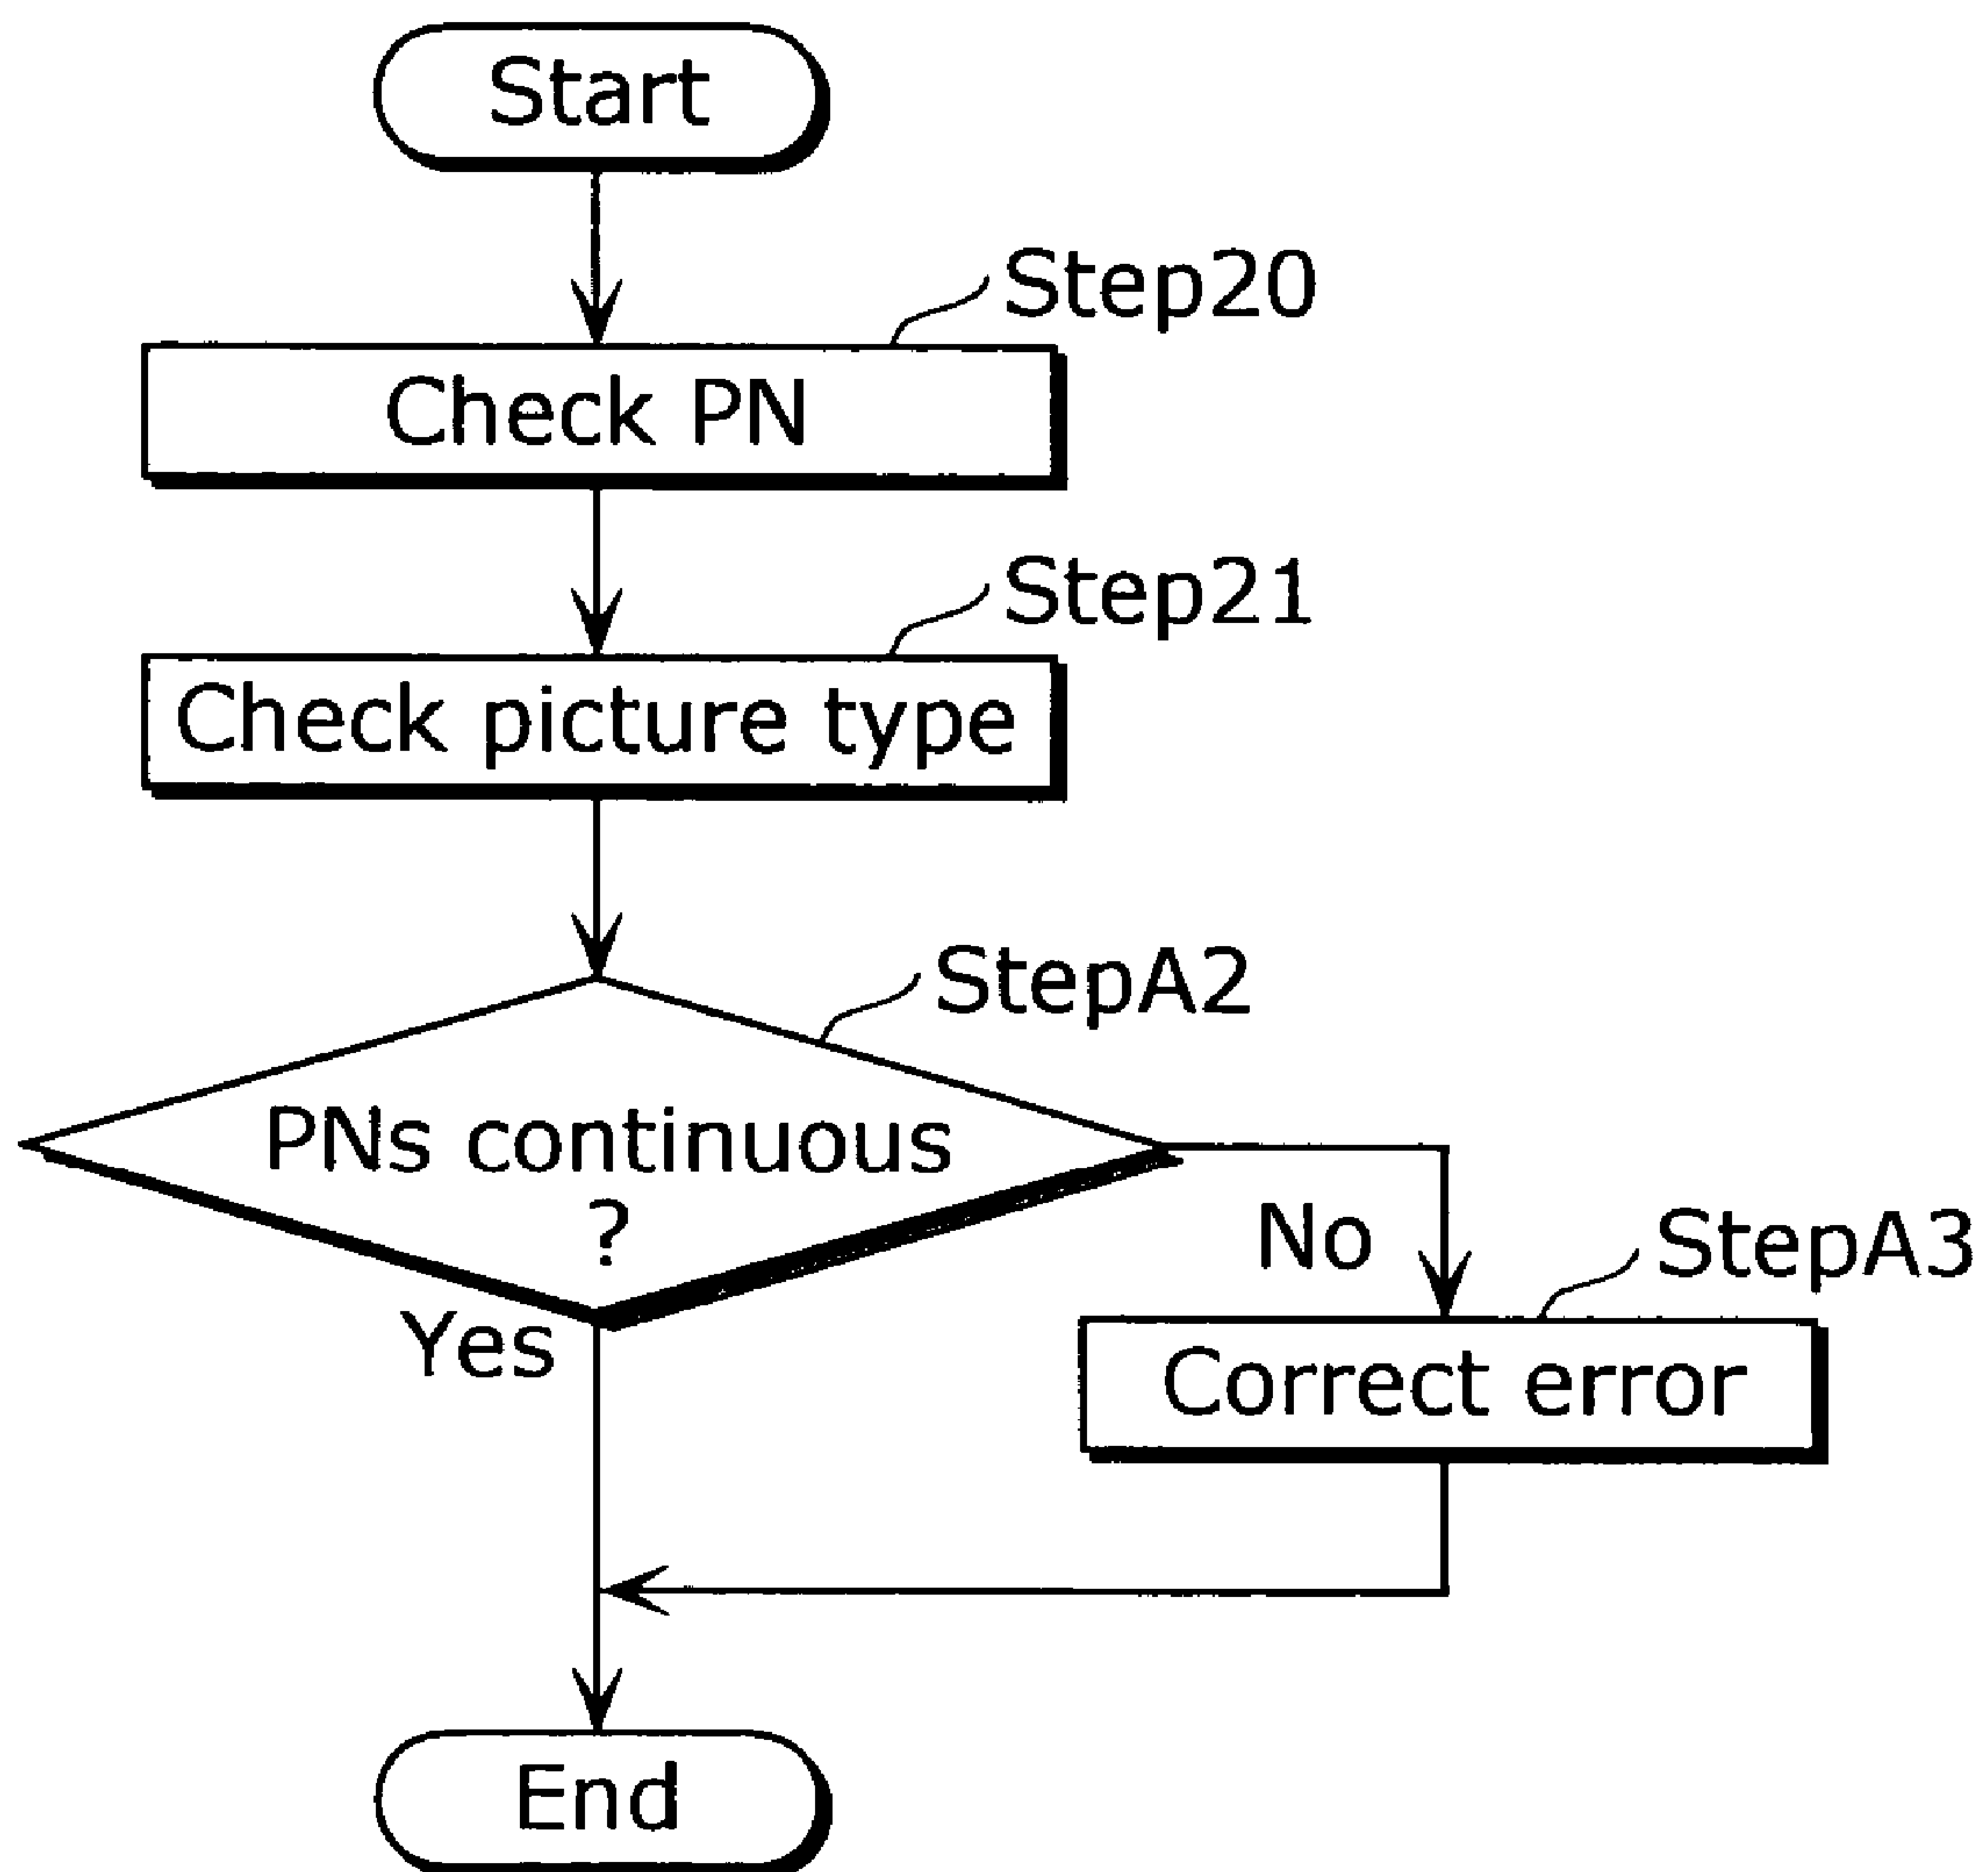 Start
Step20
Check PN
Step21
Check picture type
StepA2
PNs continuous
?
No
StepA3
Yes
Correct error
End